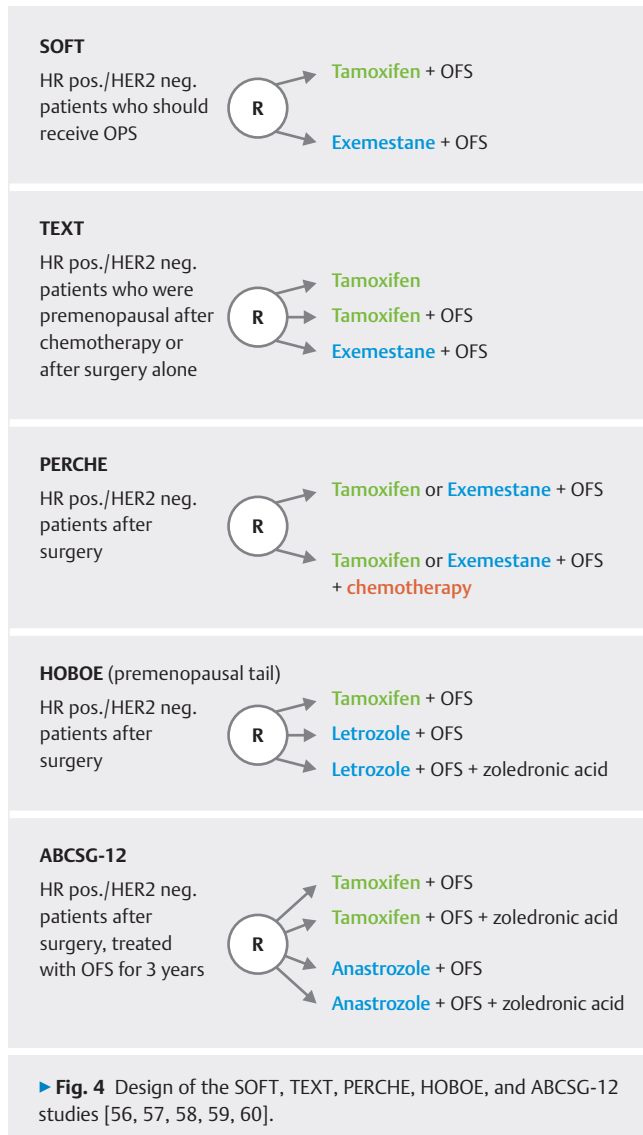 SOFT
HR pos./HER2 neg.
patients who should
receive OPS
R
Tamoxifen + OFS
Exemestane + OFS
TEXT
HR pos./HER2 neg.
patients who were
premenopausal after
chemotherapy or
after surgery alone
R
Tamoxifen
Tamoxifen + OFS
Exemestane + OFS
PERCHE
HR pos./HER2 neg.
patients after
surgery
R
Tamoxifen or Exemestane + OFS
Tamoxifen or Exemestane + OFS
+ chemotherapy
HOBOE (premenopausal tail)
HR pos./HER2 neg.
patients after
surgery
R
Tamoxifen + OFS
Letrozole + OFS
Letrozole + OFS + zoledronic acid
ABCSG-12
HR pos./HER2 neg.
patients after
surgery, treated
with OFS for 3 years
R
Tamoxifen + OFS
Tamoxifen + OFS + zoledronic acid
Anastrozole + OFS
Anastrozole + OFS + zoledronic acid
▶ Fig. 4 Design of the SOFT, TEXT, PERCHE, HOBOE, and ABCSG-12
studies [56, 57, 58, 59, 60].